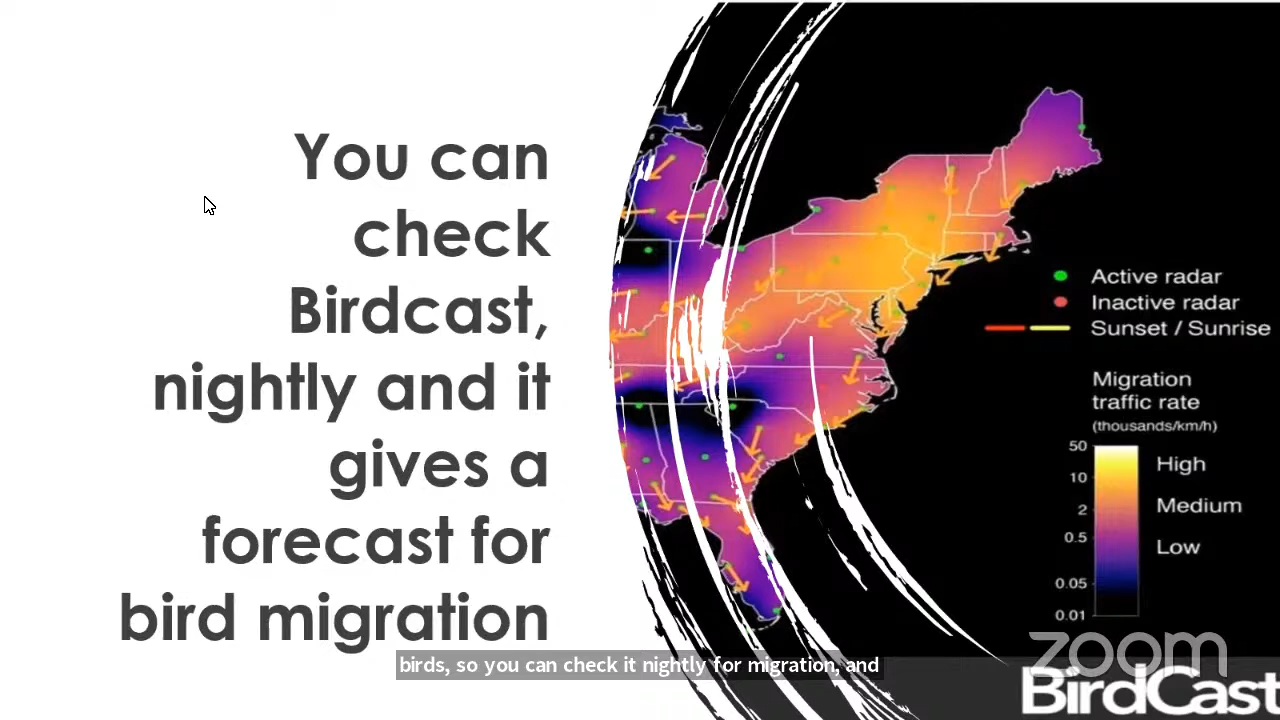 You can
check
Birdcast,
nightly and it
gives a
forecast for
bird migration
Active radar
Inactive radar
Sunset / Sunrise
Migration
traffic rate
(thousands/km/h)
50
High
10
Medium
2
0.5
Low
0.05
0.01
zoom
BirdCast
birds, so you can check it nightly for migration, and